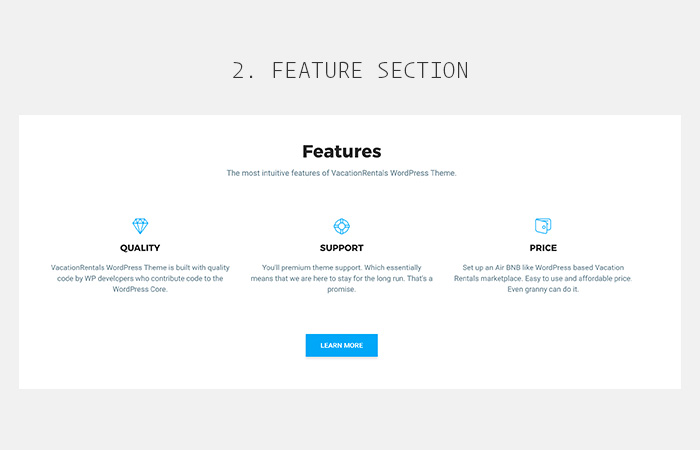 2. FEATURE SECTION
Features
The most intuitive features of VacationRentals WordPress Theme.
QUALITY
VacationRentals WordPress Theme is built with quality
code by WP developers who contribute code to the
WordPress Core.
SUPPORT
You'll premium theme support. Which essentially
means that we are here to stay for the long run. That's a
promise.
PRICE
Set up an Air BNB like WordPress based Vacation
Rentals marketplace. Easy to use and affordable price.
Even granny can do it.
LEARN MORE